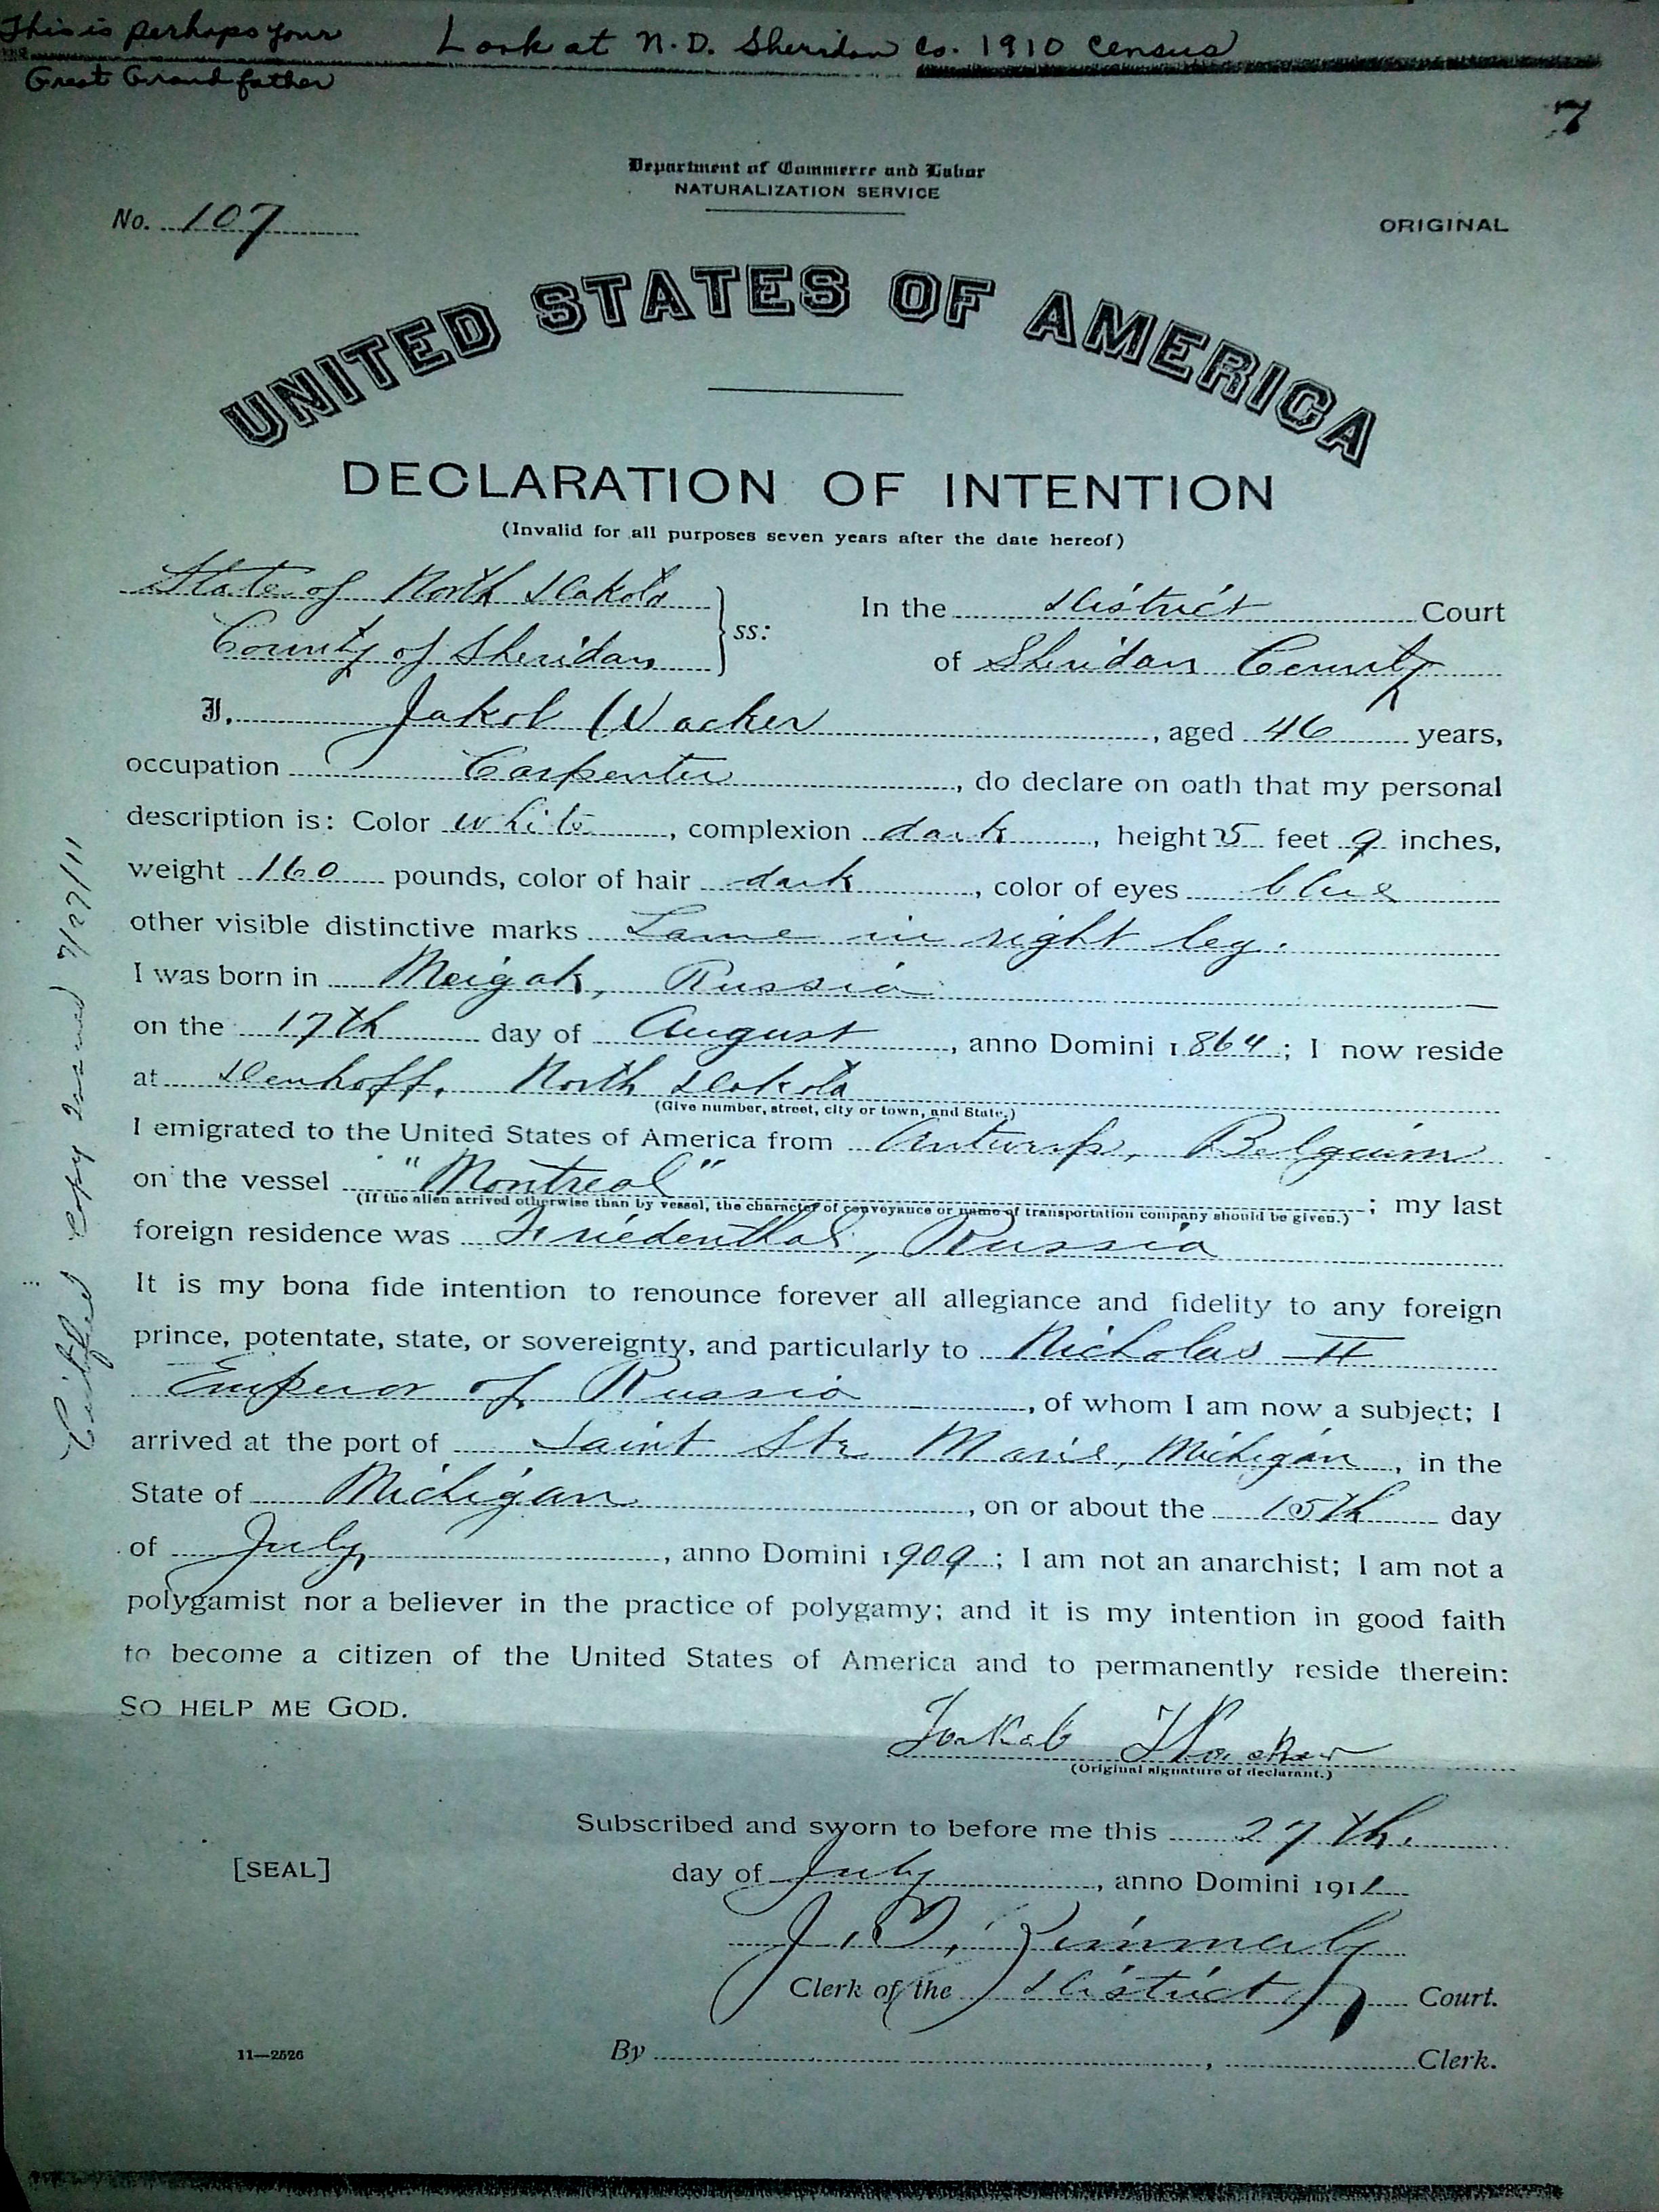 This is perhaps your Look at N.D. Sheridan Co. 1910 Census
Great Grandfather
7
Department of Commerce and Labor
NATURALIZATION SERVICE
No. 107
ORIGINAL
UNITED STATES OF AMERICA
DECLARATION OF INTENTION
(Invalid for all purposes seven years after the date hereof)
State of North Dakota
County of Sheridan
ss:
In the District Court
of Sheridan County
I, Jakob Wacker, aged 46 years,
occupation Carpenter, do declare on oath that my personal
description is: Color white, complexion dark, height 5 feet 9 inches,
weight 160 pounds, color of hair dark, color of eyes blue
other visible distinctive marks Lame in right leg.
I was born in Meigak, Russia
on the 17th day of August, anno Domini 1864; I now reside
at Denhoff, North Dakota
(Give number, street, city or town, and State.)
I emigrated to the United States of America from Antwerp, Belgium
on the vessel "Montreal"; my last
(If the alien arrived otherwise than by vessel, the character of conveyance or name of transportation company should be given.)
foreign residence was Friedenthal, Russia
It is my bona fide intention to renounce forever all allegiance and fidelity to any foreign
prince, potentate, state, or sovereignty, and particularly to Nicholas II
Emperor of Russia, of whom I am now a subject; I
arrived at the port of Saint Ste Marie, Michigan, in the
State of Michigan, on or about the 15th day
of July, anno Domini 1909; I am not an anarchist; I am not a
polygamist nor a believer in the practice of polygamy; and it is my intention in good faith
to become a citizen of the United States of America and to permanently reside therein:
SO HELP ME GOD.
Jakob Wacker
(Original signature of declarant.)
Subscribed and sworn to before me this 27th.
[SEAL]
day of July, anno Domini 1911
J. D. Zimmerly
Clerk of the District Court.
11—2526
By , Clerk.
Certified Copy Issued 7/27/11